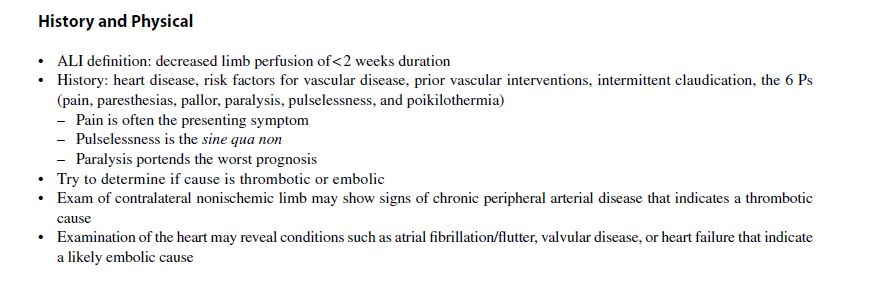 History and Physical
• ALI definition: decreased limb perfusion of<2 weeks duration
• History: heart disease, risk factors for vascular disease, prior vascular interventions, intermittent claudication, the 6 Ps
(pain, paresthesias, pallor, paralysis, pulselessness, and poikilothermia)
– Pain is often the presenting symptom
– Pulselessness is the sine qua non
– Paralysis portends the worst prognosis
• Try to determine if cause is thrombotic or embolic
• Exam of contralateral nonischemic limb may show signs of chronic peripheral arterial disease that indicates a thrombotic
cause
• Examination of the heart may reveal conditions such as atrial fibrillation/flutter, valvular disease, or heart failure that indicate
a likely embolic cause